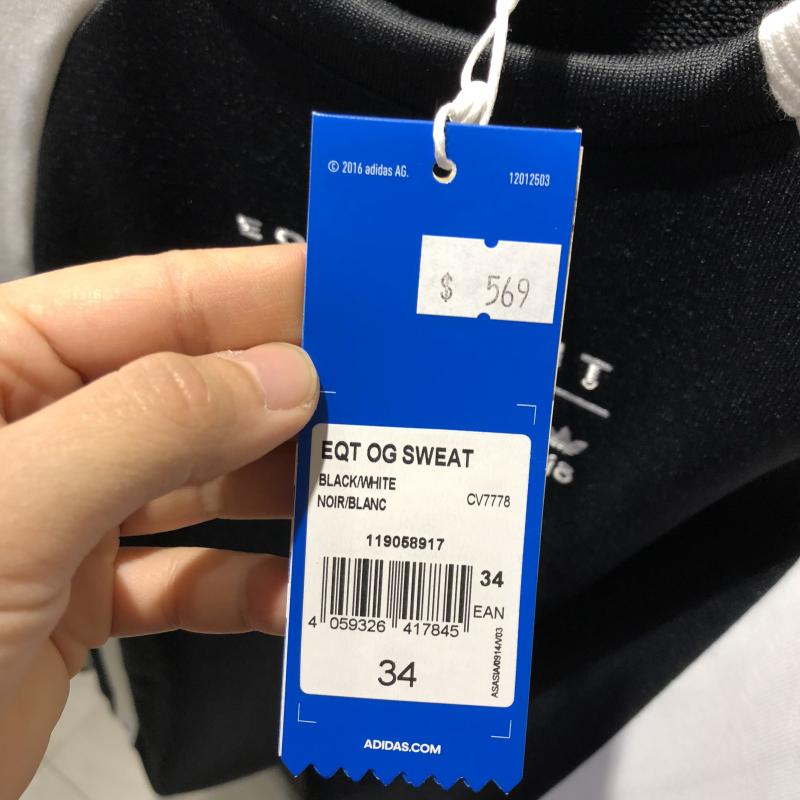 © 2016 adidas AG.
12012503
$ 569
EQT OG SWEAT
BLACK/WHITE
NOIR/BLANC
CV7778
119058917
34
EAN
4 059326 417845
34
ASASIA/0914/V03
ADIDAS.COM